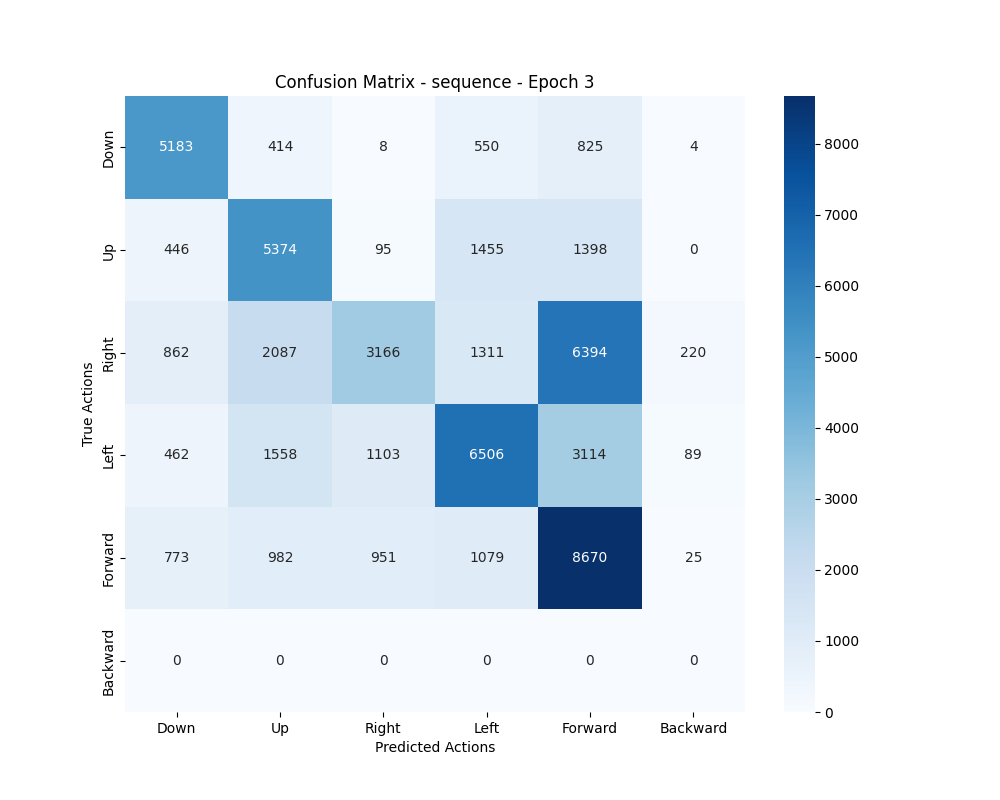 Confusion Matrix - sequence - Epoch 3
True Actions
Down 5183 414 8 550 825 4
Up 446 5374 95 1455 1398 0
Right 862 2087 3166 1311 6394 220
Left 462 1558 1103 6506 3114 89
Forward 773 982 951 1079 8670 25
Backward 0 0 0 0 0 0
Down Up Right Left Forward Backward
Predicted Actions
8000
7000
6000
5000
4000
3000
2000
1000
0